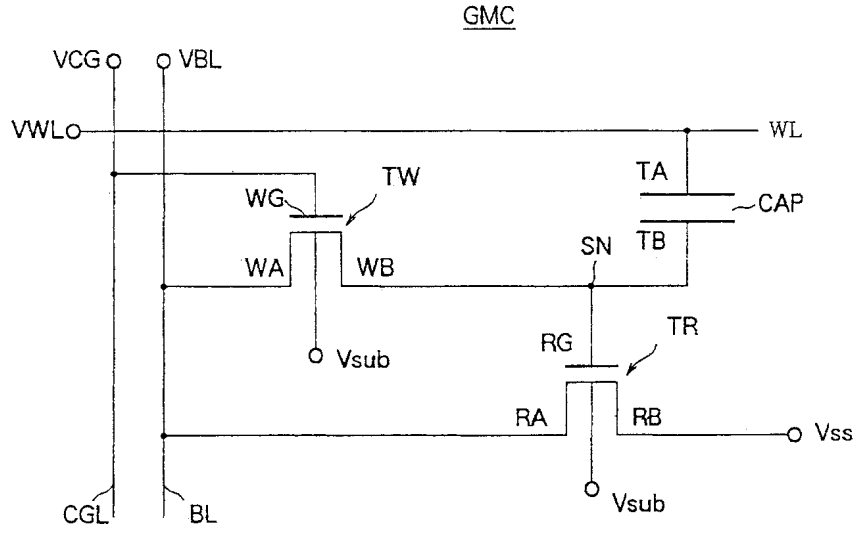 GMC
VCG
VBL
VWL
WL
TA
CAP
TB
WG
TW
WA
WB
SN
Vsub
RG
TR
RA
RB
Vss
Vsub
CGL
BL